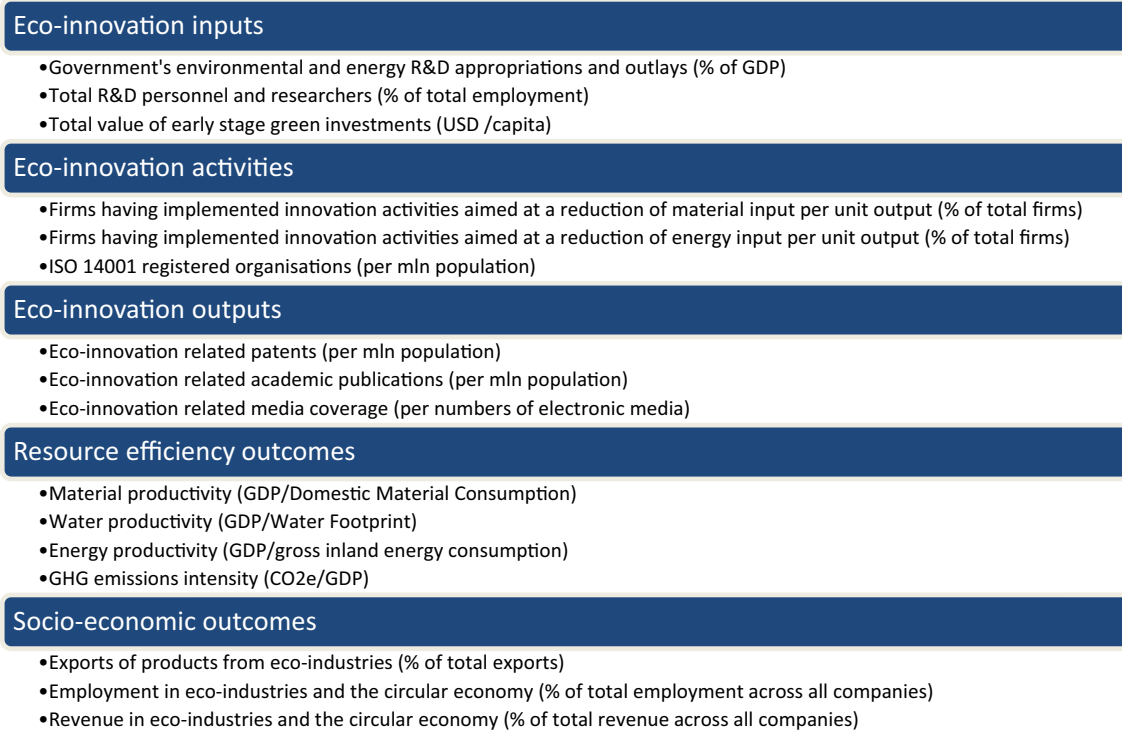 Eco-innovation inputs
•Government's environmental and energy R&D appropriations and outlays (% of GDP)
•Total R&D personnel and researchers (% of total employment)
•Total value of early stage green investments (USD /capita)
Eco-innovation activities
•Firms having implemented innovation activities aimed at a reduction of material input per unit output (% of total firms)
•Firms having implemented innovation activities aimed at a reduction of energy input per unit output (% of total firms)
•ISO 14001 registered organisations (per mln population)
Eco-innovation outputs
•Eco-innovation related patents (per mln population)
•Eco-innovation related academic publications (per mln population)
•Eco-innovation related media coverage (per numbers of electronic media)
Resource efficiency outcomes
•Material productivity (GDP/Domestic Material Consumption)
•Water productivity (GDP/Water Footprint)
•Energy productivity (GDP/gross inland energy consumption)
•GHG emissions intensity (CO2e/GDP)
Socio-economic outcomes
•Exports of products from eco-industries (% of total exports)
•Employment in eco-industries and the circular economy (% of total employment across all companies)
•Revenue in eco-industries and the circular economy (% of total revenue across all companies)